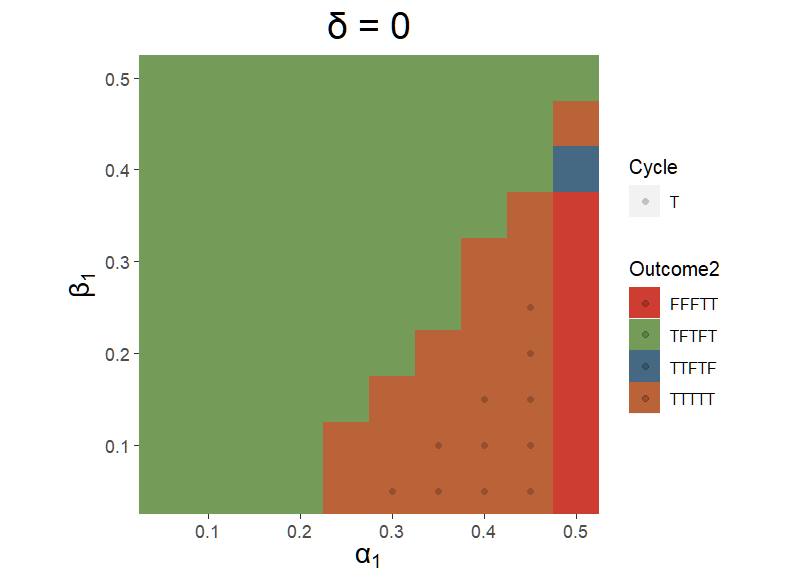 δ = 0
0.5
0.4
0.3
0.2
0.1
β1
0.1 0.2 0.3 0.4 0.5
α1
Cycle
T
Outcome2
FFFTT
TFTFT
TTFTF
TTTTT